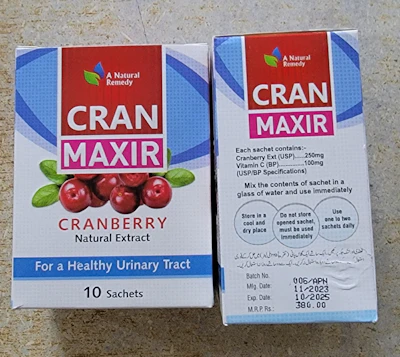 A Natural
Remedy
CRAN
MAXIR
CRANBERRY
Natural Extract
For a Healthy Urinary Tract
10 Sachets
A Natural
Remedy
CRAN
MAXIR
Each sachet contains:-
Cranberry Ext (USP)......250mg
Vitamin C (BP)..............100mg
(USP/BP Specifications)
Mix the contents of sachet in a
glass of water and use immediately
Store in a
cool and
dry place
Do not store
opened sachet,
must be used
immediately
Use
one to two
sachets daily
Batch No. 006/APN
Mfg. Date: 11/2023
Exp. Date: 10/2025
M.R.P Rs: 380.00